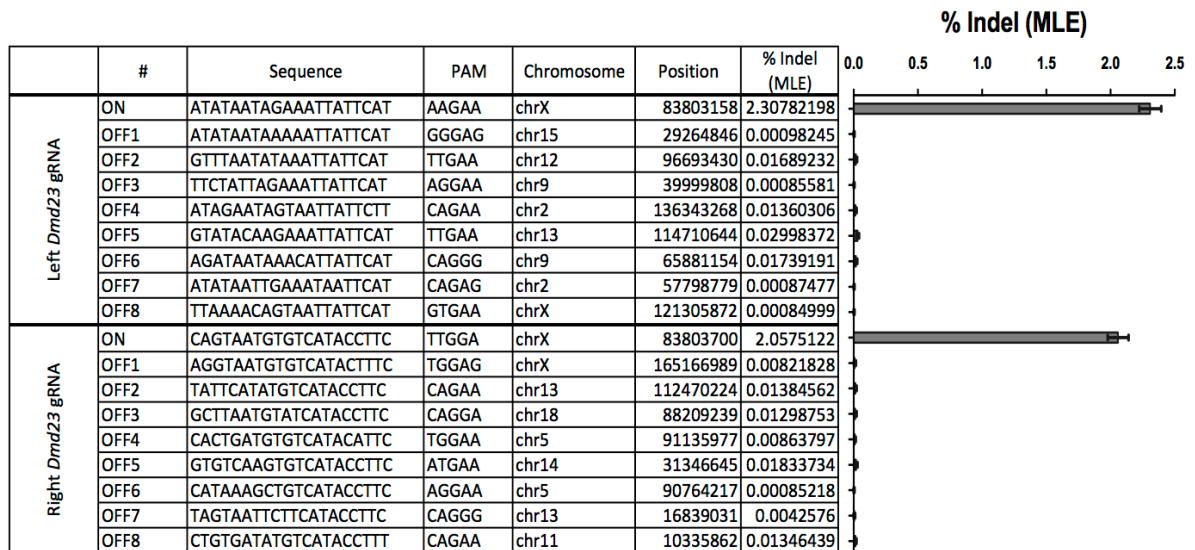 % Indel (MLE)
# Sequence PAM Chromosome Position % Indel (MLE) 0.0 0.5 1.0 1.5 2.0 2.5
Left Dmd23 gRNA
ON ATATAATAGAAATTATTCAT AAGAA chrX 83803158 2.30782198
OFF1 ATATAATAAAAATTATTCAT GGGAG chr15 29264846 0.00098245
OFF2 GTTTAATATAAATTATTCAT TTGAA chr12 96693430 0.01689232
OFF3 TTCTATTAGAAATTATTCAT AGGAA chr9 39999808 0.00085581
OFF4 ATAGAATAGTAATTATTCTT CAGAA chr2 136343268 0.01360306
OFF5 GTATACAAGAAATTATTCAT TTGAA chr13 114710644 0.02998372
OFF6 AGATAATAAACATTATTCAT CAGGG chr9 65881154 0.01739191
OFF7 ATATAATTGAAATAATTCAT CAGAG chr2 57798779 0.00087477
OFF8 TTAAAACAGTAATTATTCAT GTGAA chrX 121305872 0.00084999
Right Dmd23 gRNA
ON CAGTAATGTGTCATACCTTC TTGGA chrX 83803700 2.0575122
OFF1 AGGTAATGTGTCATACTTTC TGGAG chrX 165166989 0.00821828
OFF2 TATTCATATGTCATACCTTC CAGAA chr13 112470224 0.01384562
OFF3 GCTTAATGTATCATACCTTC CAGGA chr18 88209239 0.01298753
OFF4 CACTGATGTGTCATACATTC TGGAA chr5 91135977 0.00863797
OFF5 GTGTCAAGTGTCATACCTTC ATGAA chr14 31346645 0.01833734
OFF6 CATAAAGCTGTCATACCTTC AGGAA chr5 90764217 0.00085218
OFF7 TAGTAATTCTTCATACCTTC CAGGG chr13 16839031 0.0042576
OFF8 CTGTGATATGTCATACCTTT CAGAA chr11 10335862 0.01346439